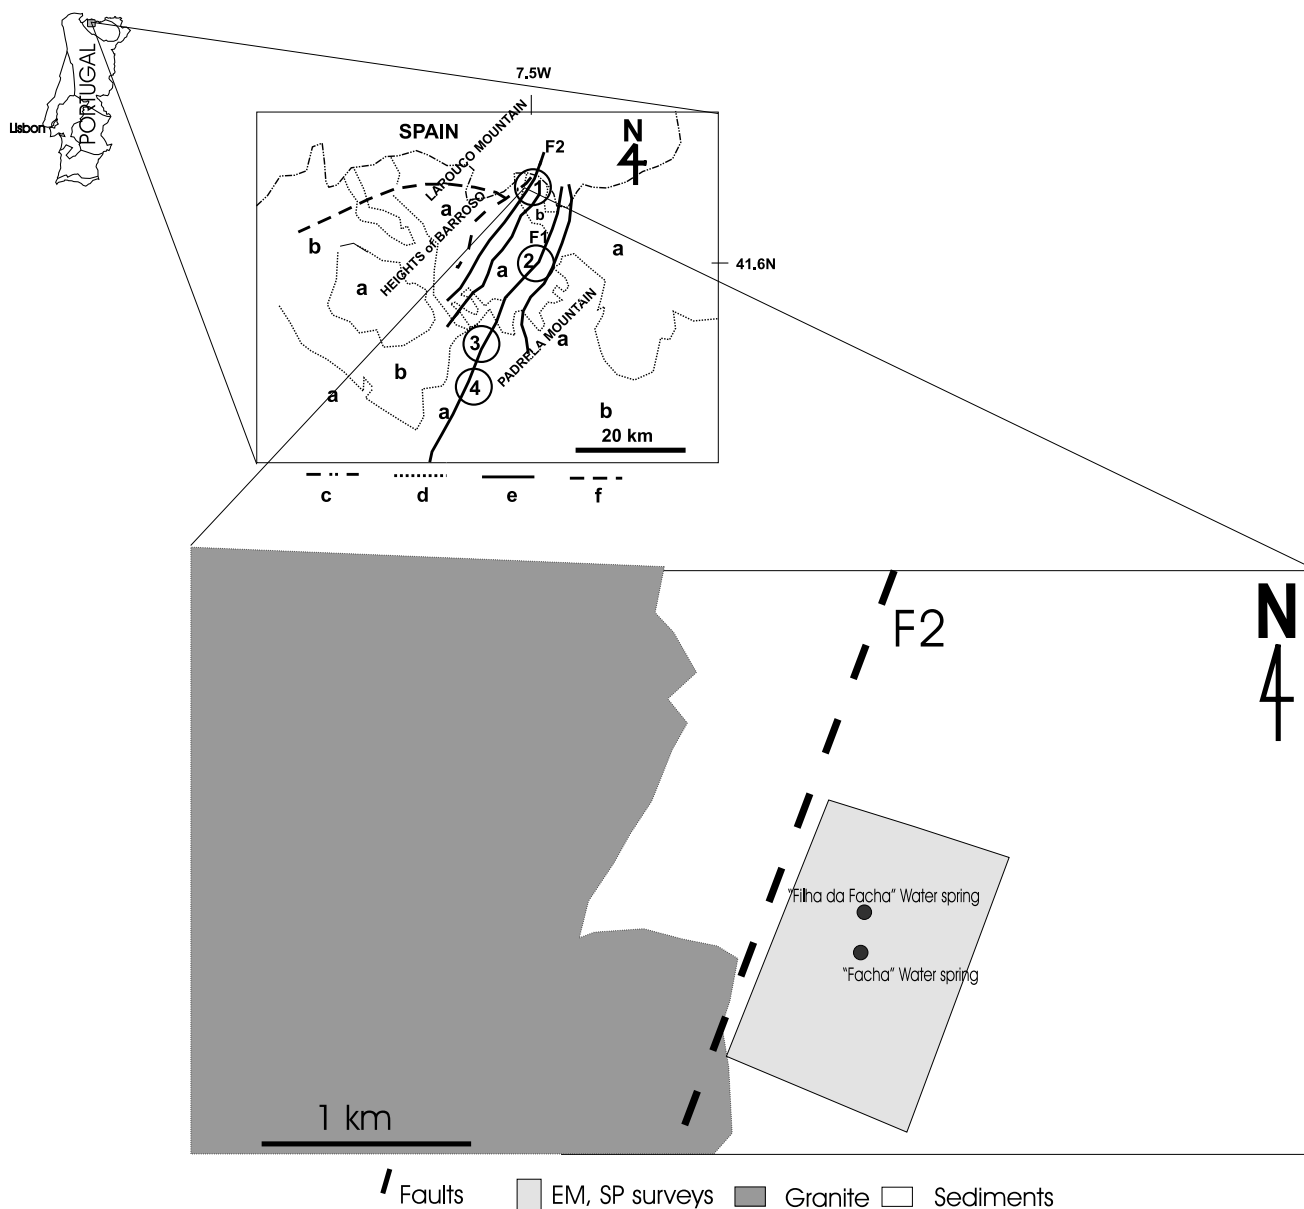 PORTUGAL
Lisbon
7.5W
SPAIN
LAROUCO MOUNTAIN
N
F2
1
a
b
HEIGHTS of BARROSO
b
F1
a
2
a
41.6N
a
3
PADRELA MOUNTAIN
a
b
4
a
a
b
20 km
c
d
e
f
F2
N
"Filha da Facha" Water spring
"Facha" Water spring
1 km
Faults
EM, SP surveys
Granite
Sediments